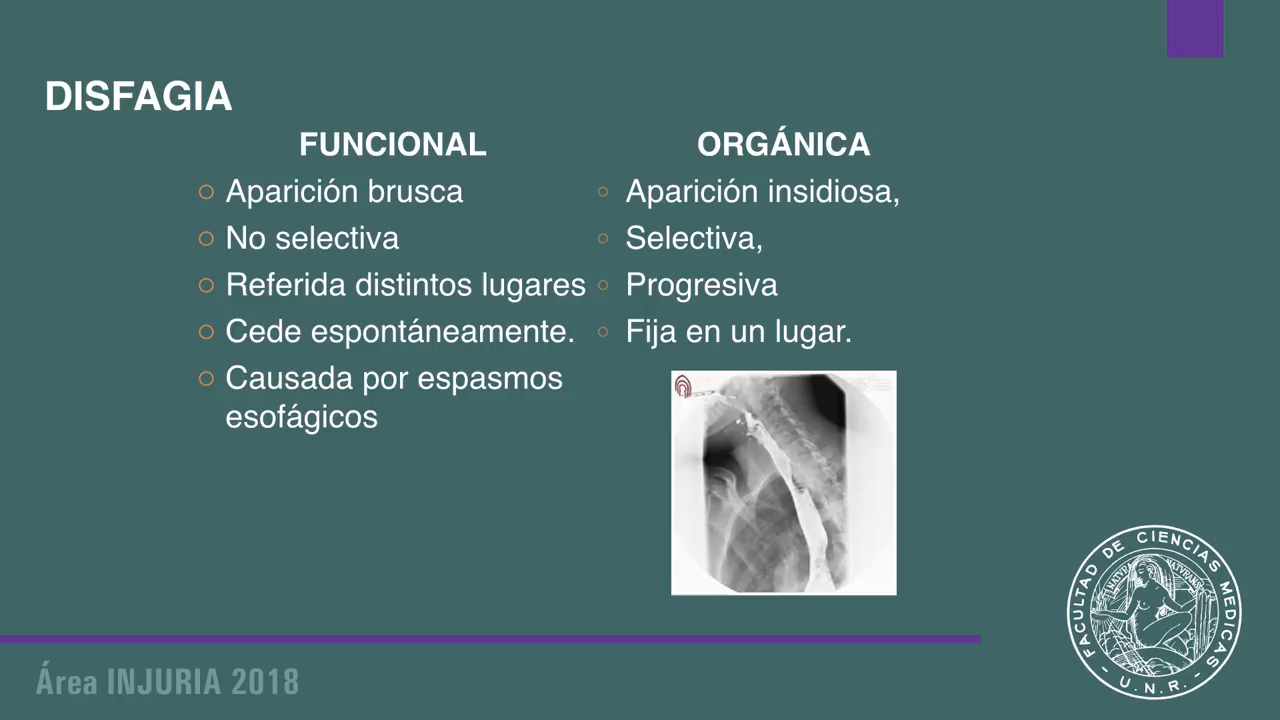 DISFAGIA
FUNCIONAL
Aparición brusca
No selectiva
Referida distintos lugares
Cede espontáneamente.
Causada por espasmos
esofágicos
ORGÁNICA
Aparición insidiosa,
Selectiva,
Progresiva
Fija en un lugar.
FACULTAD DE CIENCIAS MEDICAS
- U.N.R. -
Área INJURIA 2018